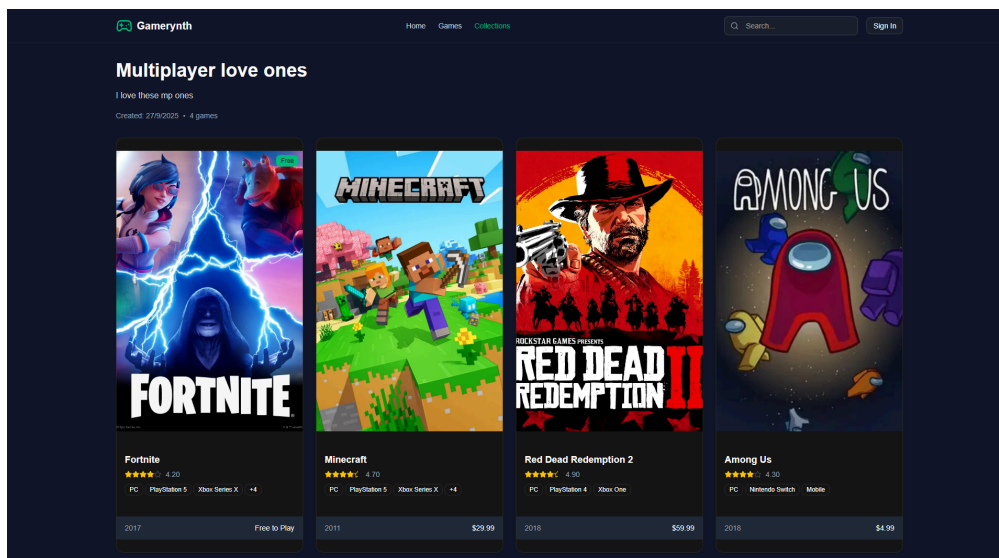 Gamerynth
Home Games Collections
Search...
Sign In
Multiplayer love ones
I love these mp ones
Created: 27/9/2025 • 4 games
Free
FORTNITE
MINECRAFT
ROCKSTAR GAMES PRESENTS
RED DEAD
REDEMPTION II
AMONG US
Fortnite
4.20
PC PlayStation 5 Xbox Series X +4
2017 Free to Play
Minecraft
4.70
PC PlayStation 5 Xbox Series X +4
2011 $29.99
Red Dead Redemption 2
4.90
PC PlayStation 4 Xbox One
2018 $59.99
Among Us
4.30
PC Nintendo Switch Mobile
2018 $4.99